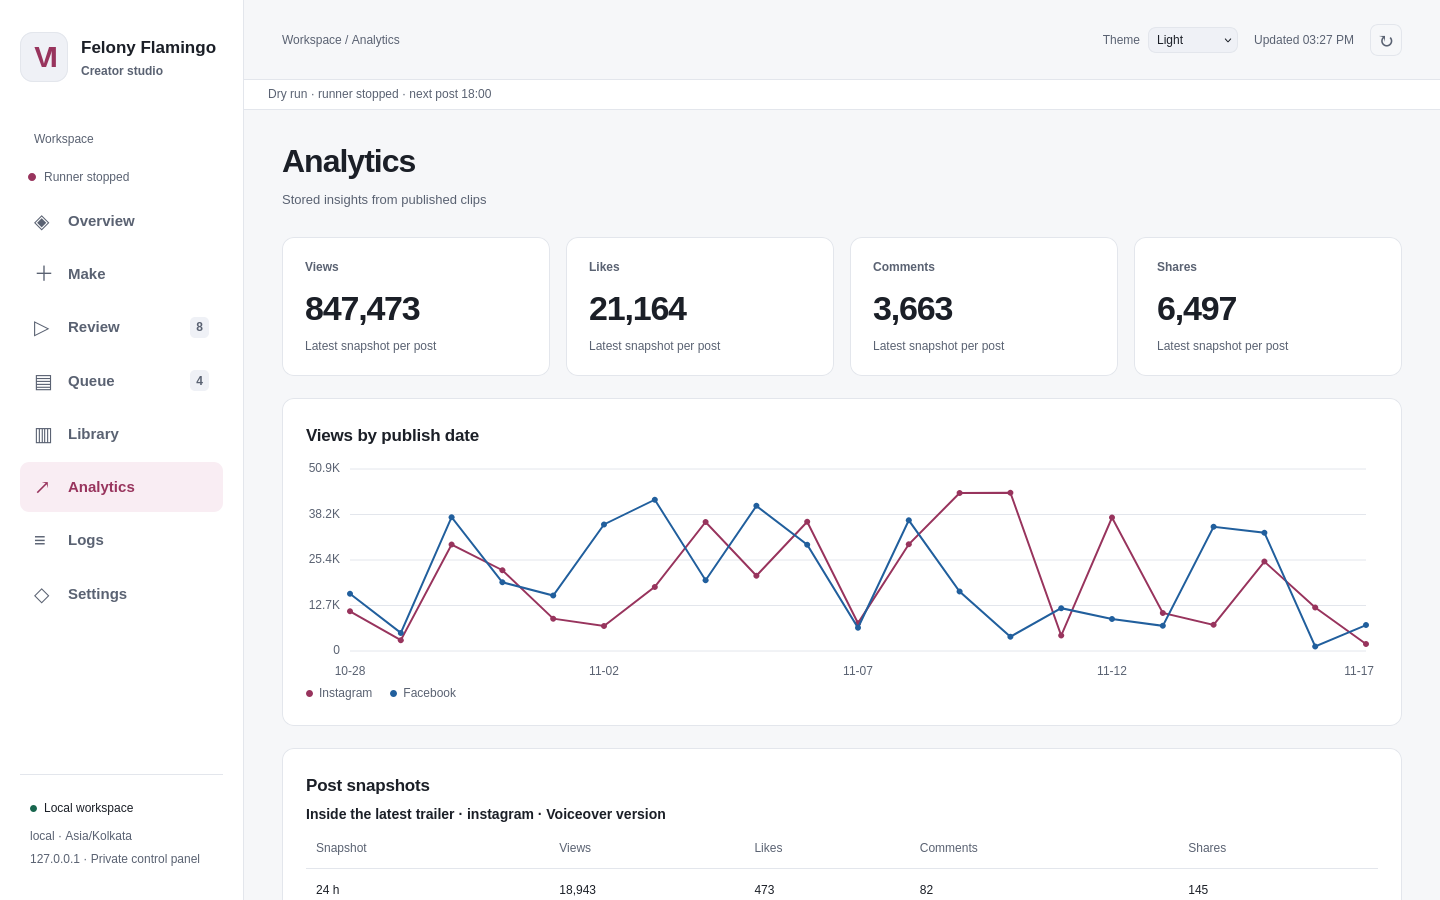 Felony Flamingo
Creator studio
Workspace
Runner stopped
Overview
Make
Review 8
Queue 4
Library
Analytics
Logs
Settings
Local workspace
local · Asia/Kolkata
127.0.0.1 · Private control panel
Workspace / Analytics
Theme Light Updated 03:27 PM
Dry run · runner stopped · next post 18:00
Analytics
Stored insights from published clips
Views
847,473
Latest snapshot per post
Likes
21,164
Latest snapshot per post
Comments
3,663
Latest snapshot per post
Shares
6,497
Latest snapshot per post
Views by publish date
50.9K
38.2K
25.4K
12.7K
0
10-28 11-02 11-07 11-12 11-17
Instagram Facebook
Post snapshots
Inside the latest trailer · instagram · Voiceover version
Snapshot Views Likes Comments Shares
24 h 18,943 473 82 145